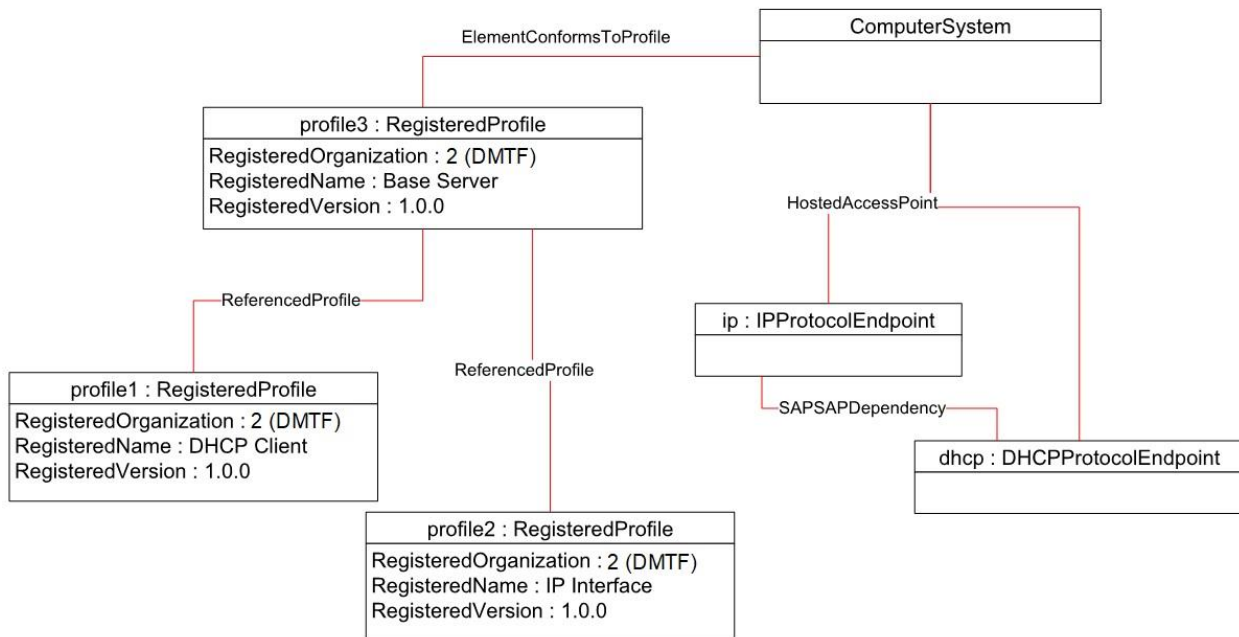 ElementConformsToProfile
ComputerSystem
profile3 : RegisteredProfile
RegisteredOrganization : 2 (DMTF)
RegisteredName : Base Server
RegisteredVersion : 1.0.0
HostedAccessPoint
ReferencedProfile
ip : IPProtocolEndpoint
ReferencedProfile
profile1 : RegisteredProfile
RegisteredOrganization : 2 (DMTF)
RegisteredName : DHCP Client
RegisteredVersion : 1.0.0
SAPSAPDependency
dhcp : DHCPProtocolEndpoint
profile2 : RegisteredProfile
RegisteredOrganization : 2 (DMTF)
RegisteredName : IP Interface
RegisteredVersion : 1.0.0